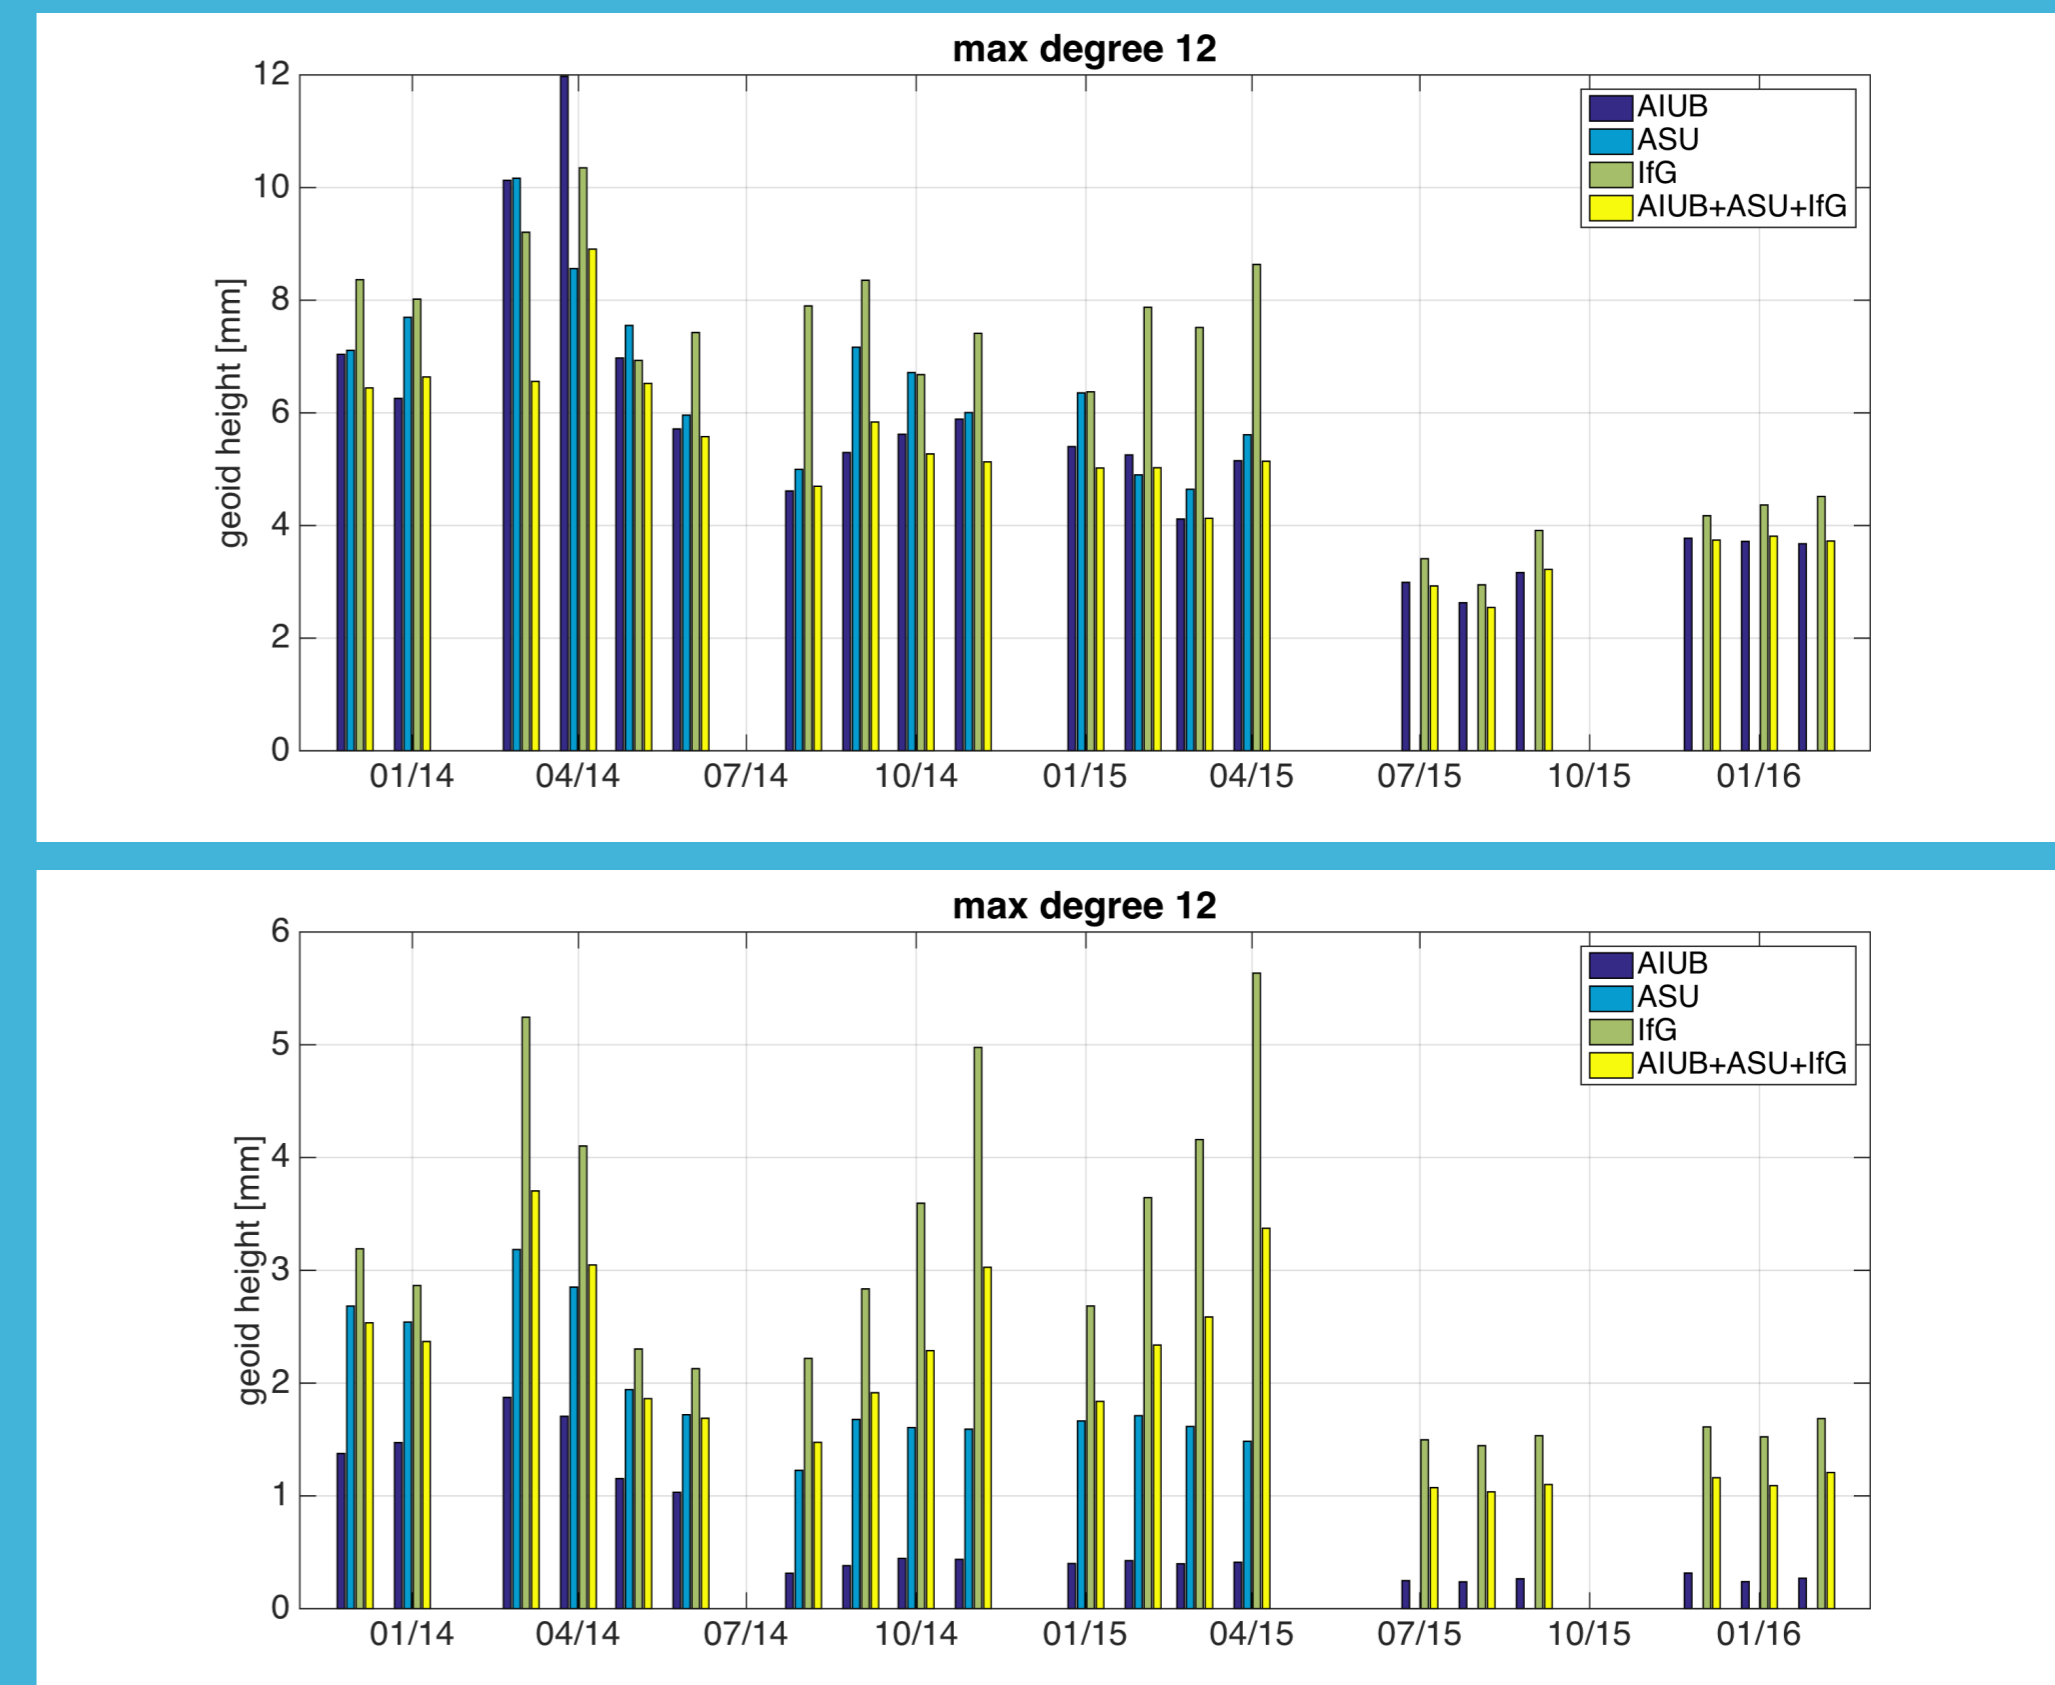 max degree 12
12
10
8
6
4
2
0
geoid height [mm]
AIUB
ASU
IfG
AIUB+ASU+IfG
01/14 04/14 07/14 10/14 01/15 04/15 07/15 10/15 01/16
max degree 12
6
5
4
3
2
1
0
geoid height [mm]
AIUB
ASU
IfG
AIUB+ASU+IfG
01/14 04/14 07/14 10/14 01/15 04/15 07/15 10/15 01/16